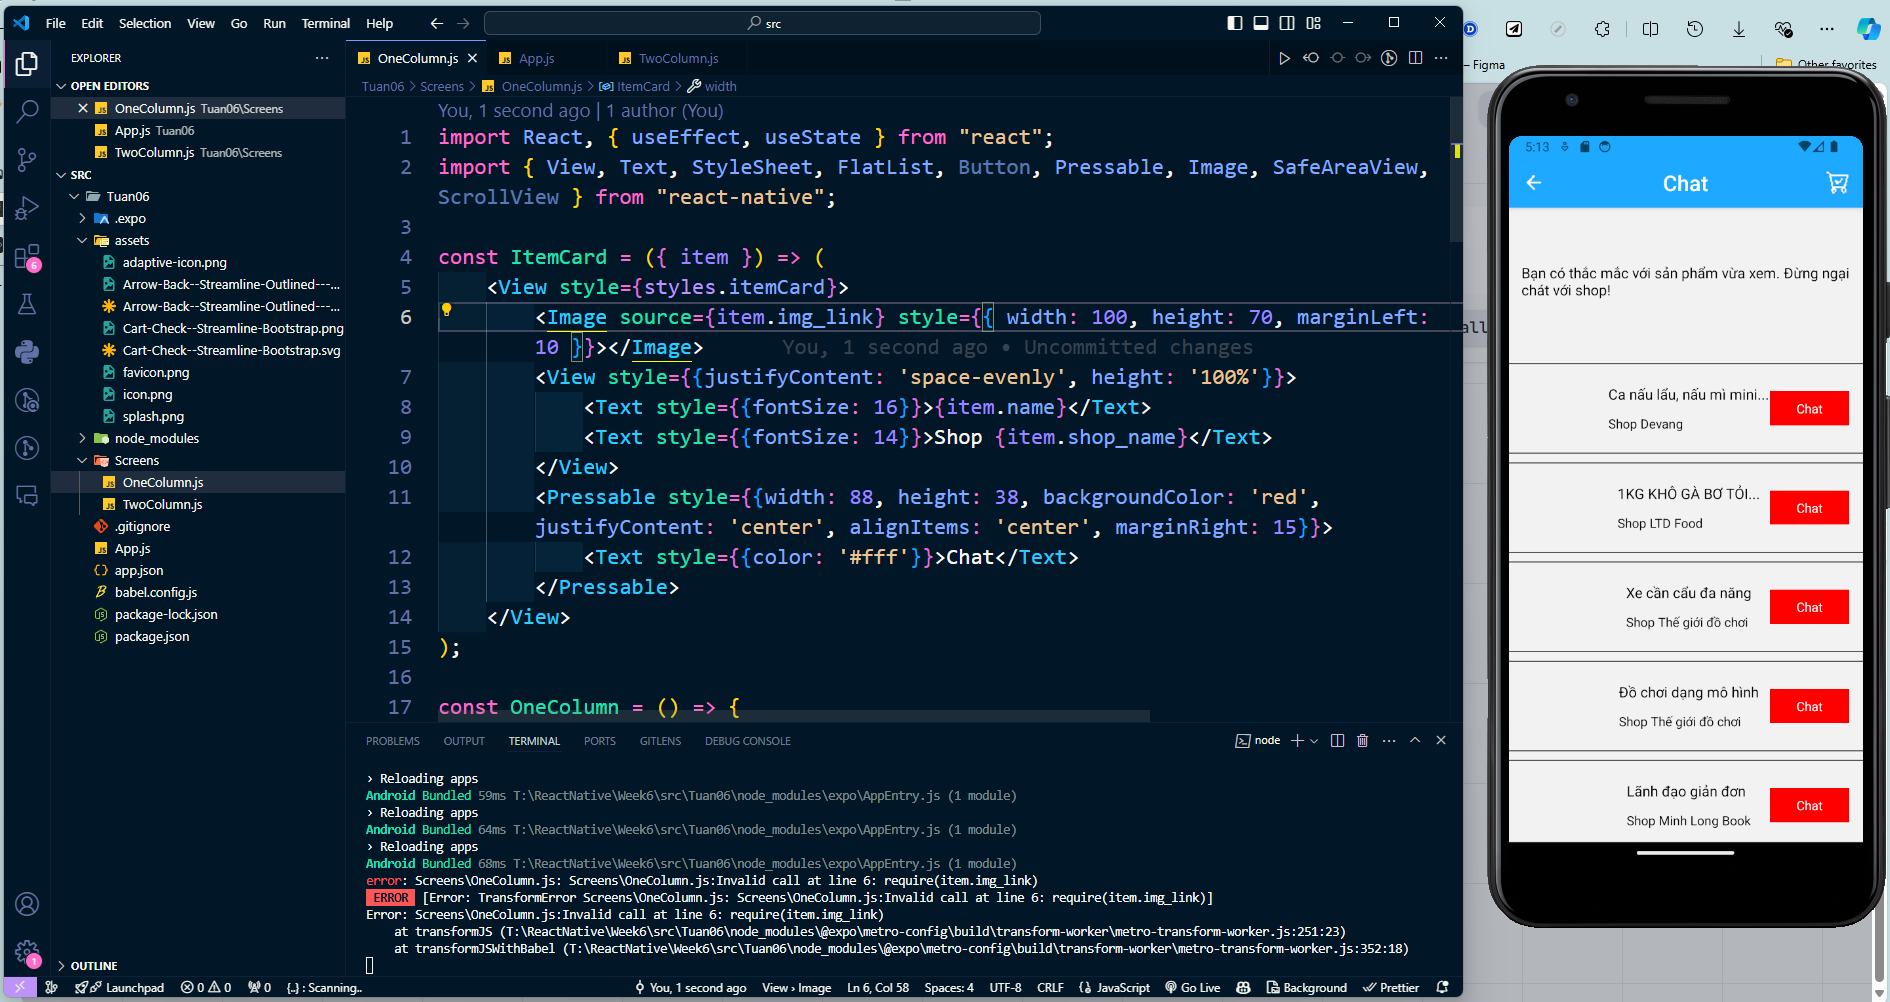 File Edit Selection View Go Run Terminal Help
src
EXPLORER
OPEN EDITORS
OneColumn.js Tuan06\Screens
App.js Tuan06
TwoColumn.js Tuan06\Screens
SRC
Tuan06
.expo
assets
adaptive-icon.png
Arrow-Back--Streamline-Outlined---...
Arrow-Back--Streamline-Outlined---...
Cart-Check--Streamline-Bootstrap.png
Cart-Check--Streamline-Bootstrap.svg
favicon.png
icon.png
splash.png
node_modules
Screens
OneColumn.js
TwoColumn.js
.gitignore
App.js
app.json
babel.config.js
package-lock.json
package.json
OUTLINE
6
1
OneColumn.js App.js TwoColumn.js
Tuan06 > Screens > OneColumn.js > ItemCard > width
You, 1 second ago | 1 author (You)
1 import React, { useEffect, useState } from "react";
2 import { View, Text, StyleSheet, FlatList, Button, Pressable, Image, SafeAreaView,
ScrollView } from "react-native";
3
4 const ItemCard = ({ item }) => (
5 <View style={styles.itemCard}>
6 <Image source={item.img_link} style={{ width: 100, height: 70, marginLeft:
10 }}></Image> You, 1 second ago • Uncommitted changes
7 <View style={{justifyContent: 'space-evenly', height: '100%'}}>
8 <Text style={{fontSize: 16}}>{item.name}</Text>
9 <Text style={{fontSize: 14}}>Shop {item.shop_name}</Text>
10 </View>
11 <Pressable style={{width: 88, height: 38, backgroundColor: 'red',
justifyContent: 'center', alignItems: 'center', marginRight: 15}}>
12 <Text style={{color: '#fff'}}>Chat</Text>
13 </Pressable>
14 </View>
15 );
16
17 const OneColumn = () => {
PROBLEMS OUTPUT TERMINAL PORTS GITLENS DEBUG CONSOLE
node
› Reloading apps
Android Bundled 59ms T:\ReactNative\Week6\src\Tuan06\node_modules\expo\AppEntry.js (1 module)
› Reloading apps
Android Bundled 64ms T:\ReactNative\Week6\src\Tuan06\node_modules\expo\AppEntry.js (1 module)
› Reloading apps
Android Bundled 68ms T:\ReactNative\Week6\src\Tuan06\node_modules\expo\AppEntry.js (1 module)
error: Screens\OneColumn.js: Screens\OneColumn.js:Invalid call at line 6: require(item.img_link)
ERROR [Error: TransformError Screens\OneColumn.js: Screens\OneColumn.js:Invalid call at line 6: require(item.img_link)]
Error: Screens\OneColumn.js:Invalid call at line 6: require(item.img_link)
at transformJS (T:\ReactNative\Week6\src\Tuan06\node_modules\@expo\metro-config\build\transform-worker\metro-transform-worker.js:251:23)
at transformJSWithBabel (T:\ReactNative\Week6\src\Tuan06\node_modules\@expo\metro-config\build\transform-worker\metro-transform-worker.js:352:18)
Launchpad 0 0 0 {..} : Scanning.. You, 1 second ago View › Image Ln 6, Col 58 Spaces: 4 UTF-8 CRLF JavaScript Go Live Background Prettier
– Figma
Other favorites
all
5:13
Chat
Bạn có thắc mắc với sản phẩm vừa xem. Đừng ngại
chát với shop!
Ca nấu lẩu, nấu mì mini...
Shop Devang
Chat
1KG KHÔ GÀ BƠ TỎI...
Shop LTD Food
Chat
Xe cần cẩu đa năng
Shop Thế giới đồ chơi
Chat
Đồ chơi dạng mô hình
Shop Thế giới đồ chơi
Chat
Lãnh đạo giản đơn
Shop Minh Long Book
Chat